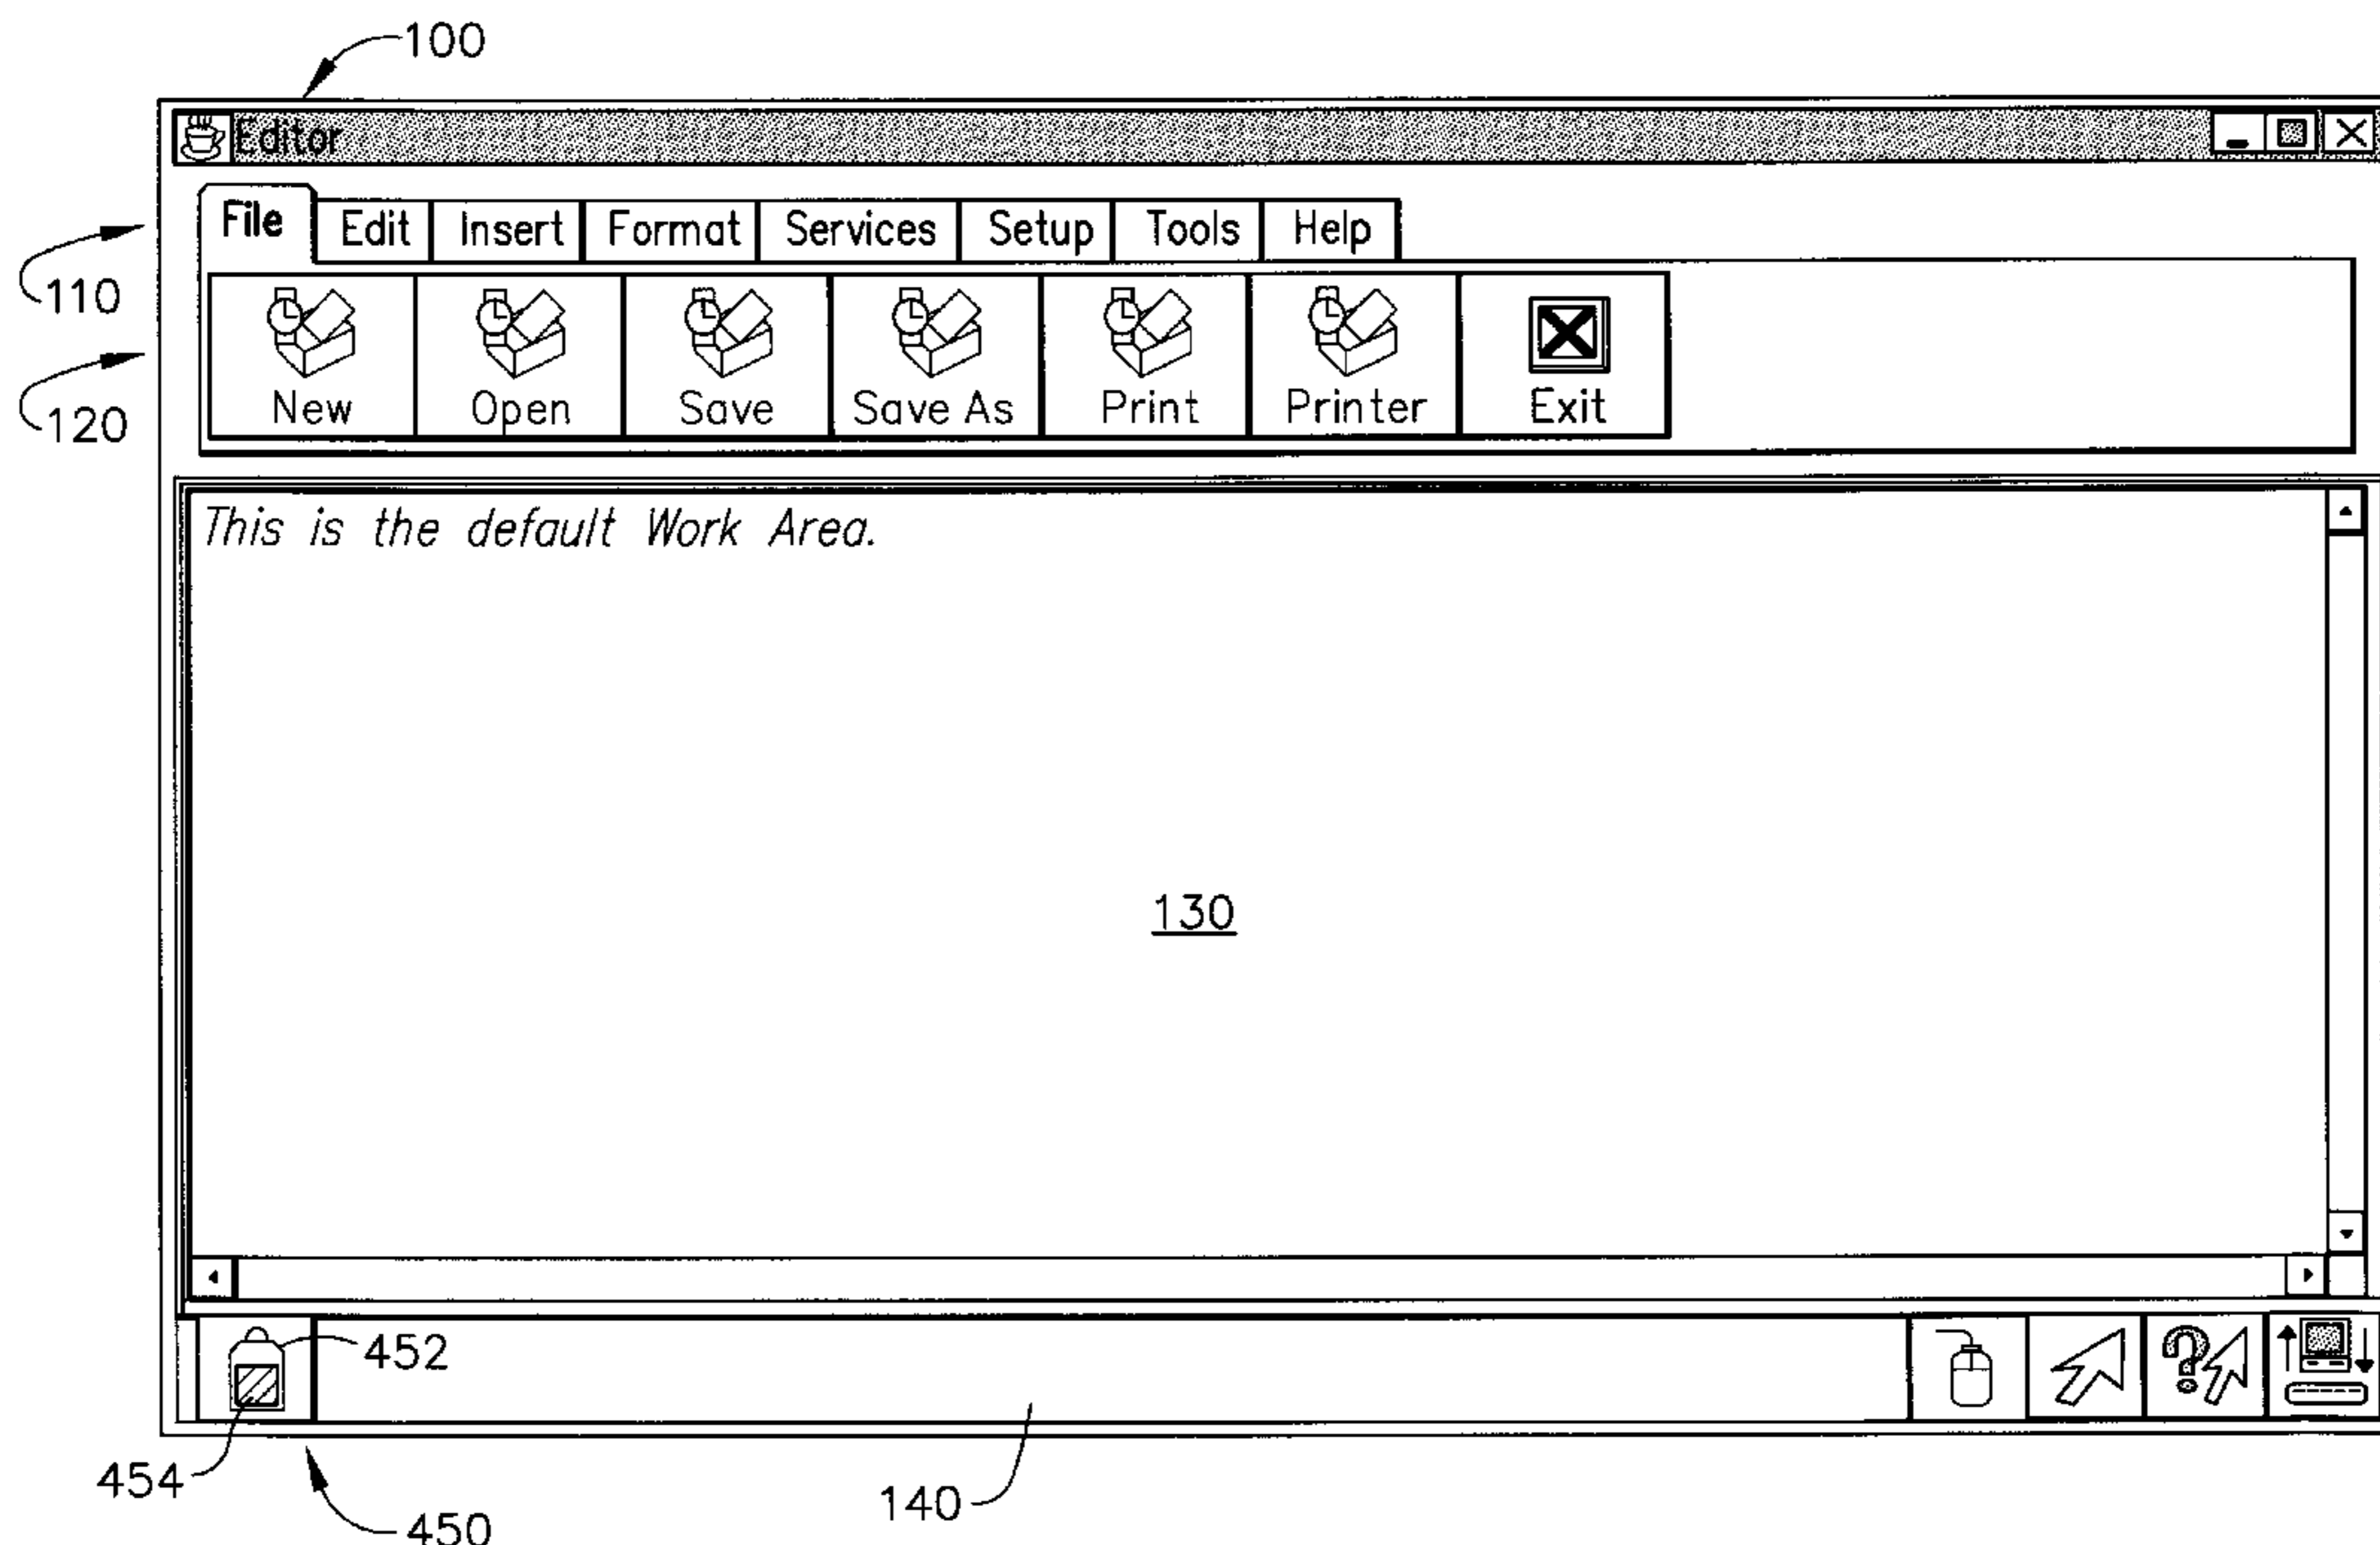 100
Editor
File Edit Insert Format Services Setup Tools Help
110
New Open Save Save As Print Printer Exit
120
This is the default Work Area.
130
452
454
140
450